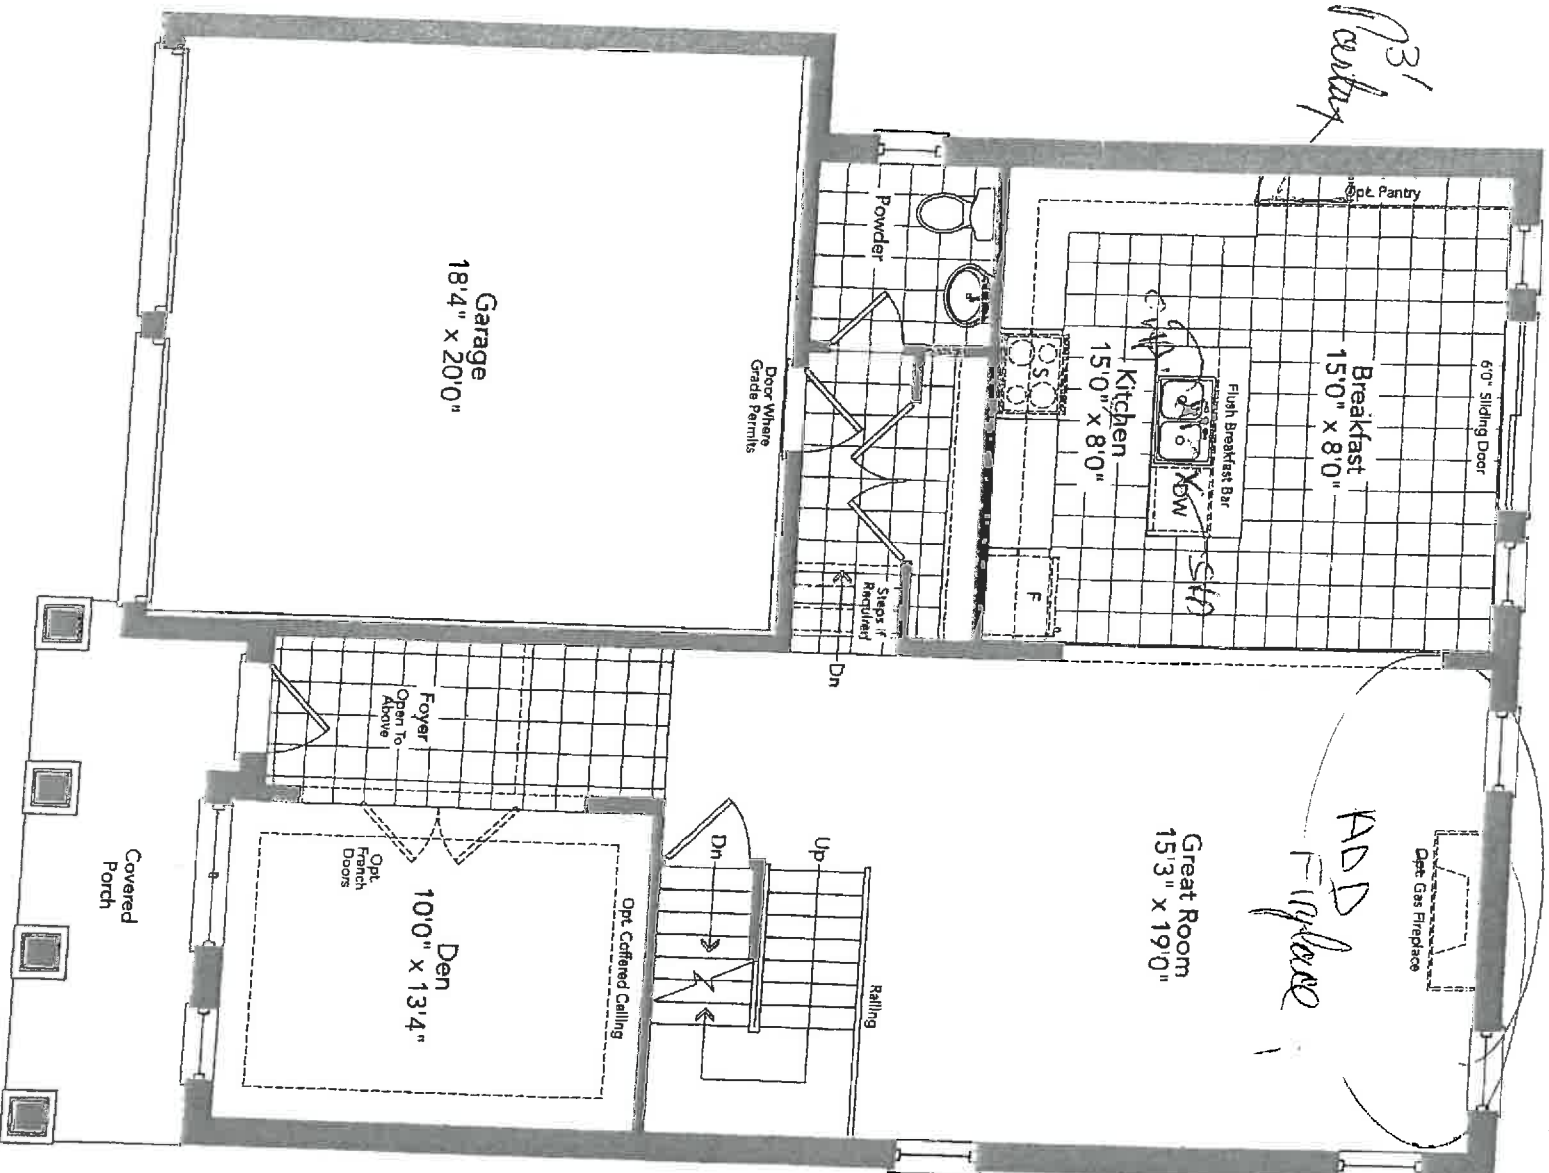 3'
Pantry
Opt. Pantry
6'0" Sliding Door
Breakfast
15'0" x 8'0"
Flush Breakfast Bar
DW
Kitchen
15'0" x 8'0"
S
F
Powder
Door Where
Grade Permits
Garage
18'4" x 20'0"
Steps If
Required
Dn
Foyer
Open To
Above
ADD
Fireplace
Opt. Gas Fireplace
Great Room
15'3" x 19'0"
Up
Dn
Railing
Opt. Coffered Ceiling
Den
10'0" x 13'4"
Opt.
French
Doors
Covered
Porch